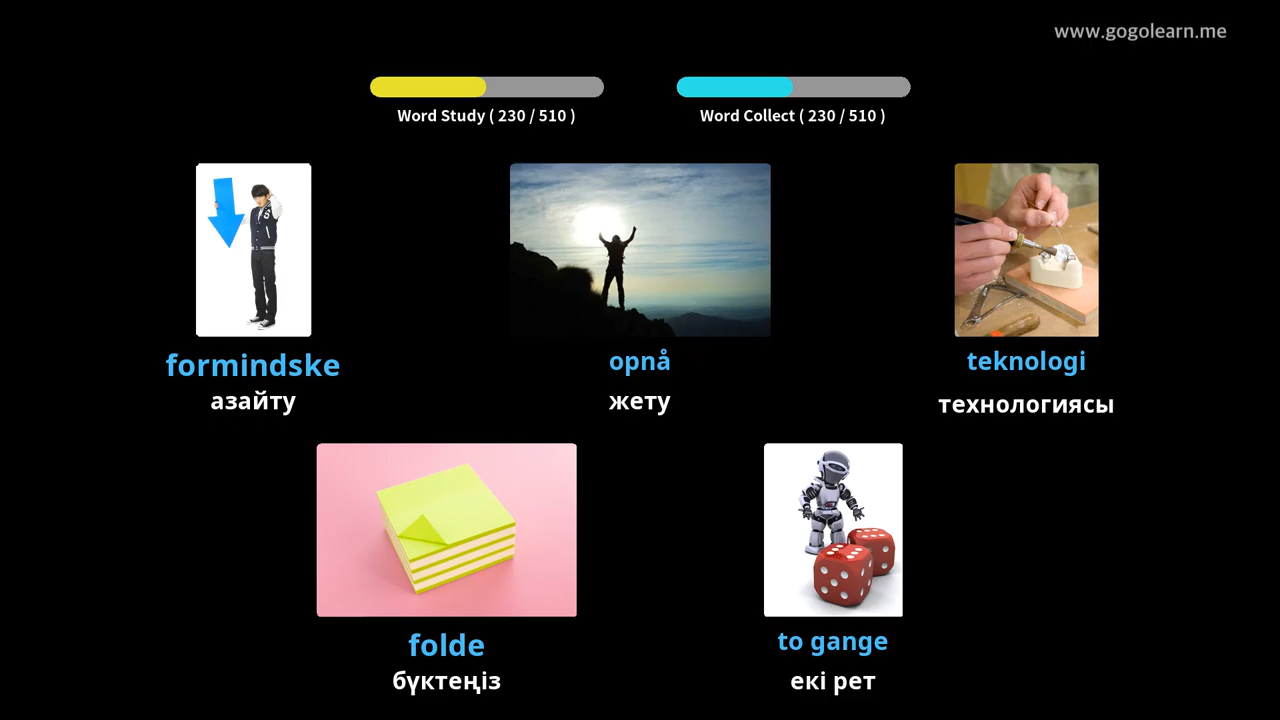 www.gogolearn.me
Word Study ( 230 / 510 )
Word Collect ( 230 / 510 )
formindske
азайту
opnå
жету
teknologi
технологиясы
folde
бүктеңіз
to gange
екі рет